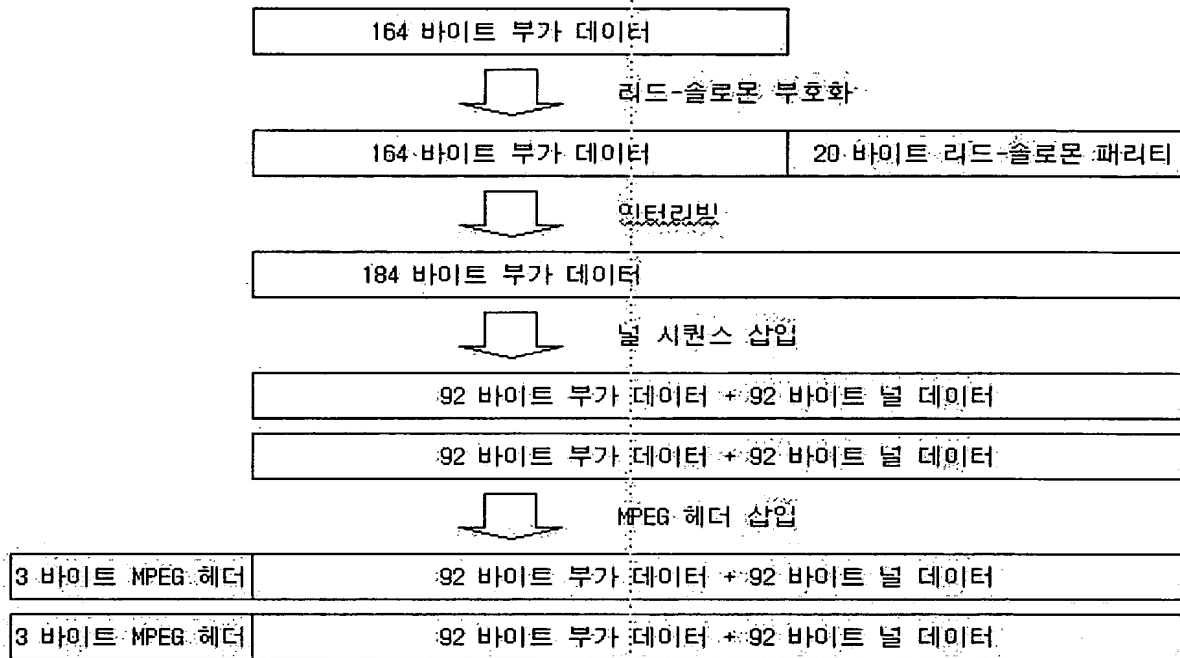 164 바이트 부가 데이터
리드-솔로몬 부호화
164 바이트 부가 데이터 20 바이트 리드-솔로몬 패리티
인터리빙
184 바이트 부가 데이터
널 시퀀스 삽입
92 바이트 부가 데이터 + 92 바이트 널 데이터
92 바이트 부가 데이터 + 92 바이트 널 데이터
MPEG 헤더 삽입
3 바이트 MPEG 헤더 92 바이트 부가 데이터 + 92 바이트 널 데이터
3 바이트 MPEG 헤더 92 바이트 부가 데이터 + 92 바이트 널 데이터